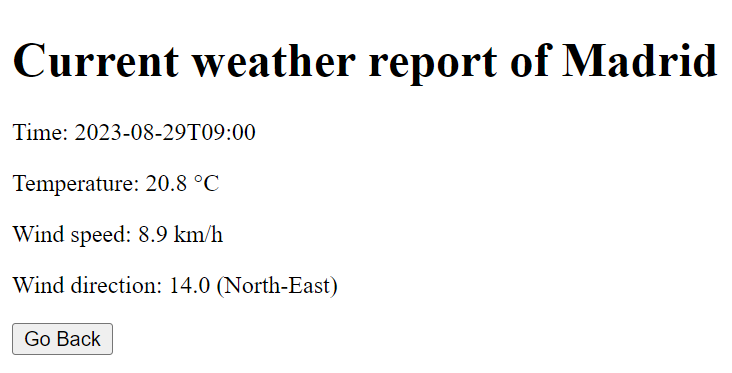 Current weather report of Madrid
Time: 2023-08-29T09:00
Temperature: 20.8 °C
Wind speed: 8.9 km/h
Wind direction: 14.0 (North-East)
Go Back